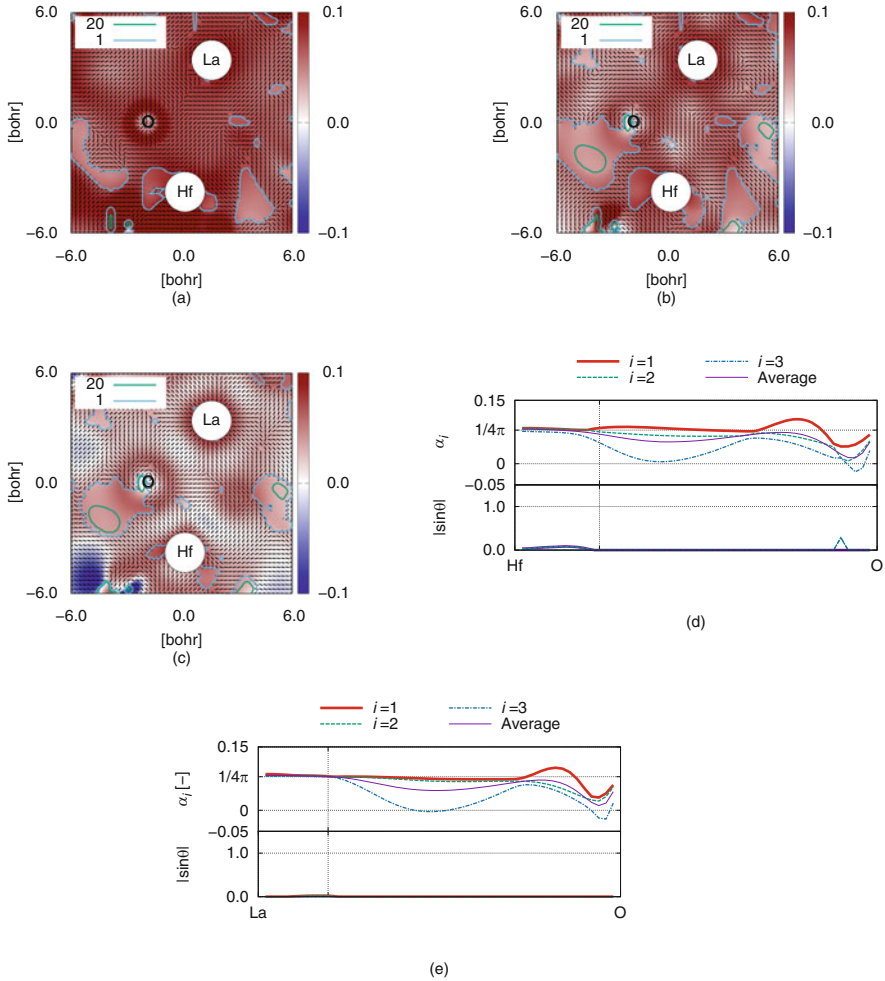 6.0
20
1
La
O
Hf
0.0
−6.0
[bohr]
−6.0
0.0
6.0
[bohr]
0.1
0.0
−0.1
(a)
6.0
20
1
La
O
Hf
0.0
−6.0
[bohr]
−6.0
0.0
6.0
[bohr]
0.1
0.0
−0.1
(b)
6.0
20
1
La
O
Hf
0.0
−6.0
[bohr]
−6.0
0.0
6.0
[bohr]
0.1
0.0
−0.1
(c)
i =1
i =2
i =3
Average
0.15
1/4π
0
−0.05
αi
1.0
0.0
|sinθ|
Hf
O
(d)
i =1
i =2
i =3
Average
0.15
1/4π
0
−0.05
αi [−]
1.0
0.0
|sinθ|
La
O
(e)